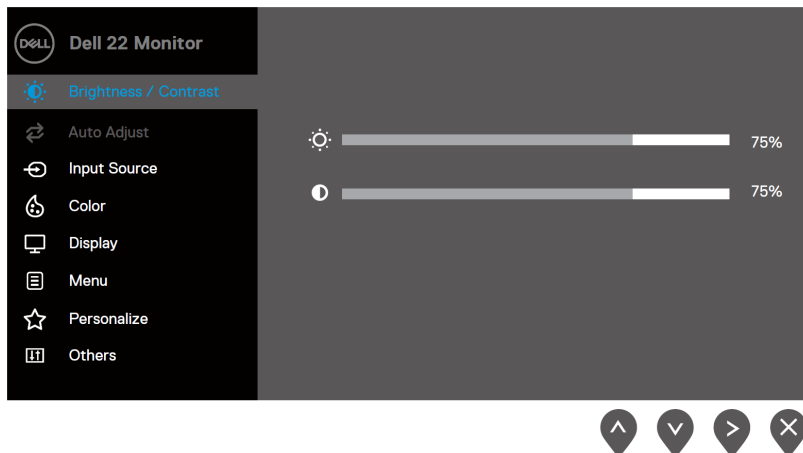 DELL
Dell 22 Monitor
Brightness / Contrast
Auto Adjust
Input Source
Color
Display
Menu
Personalize
Others
75%
75%